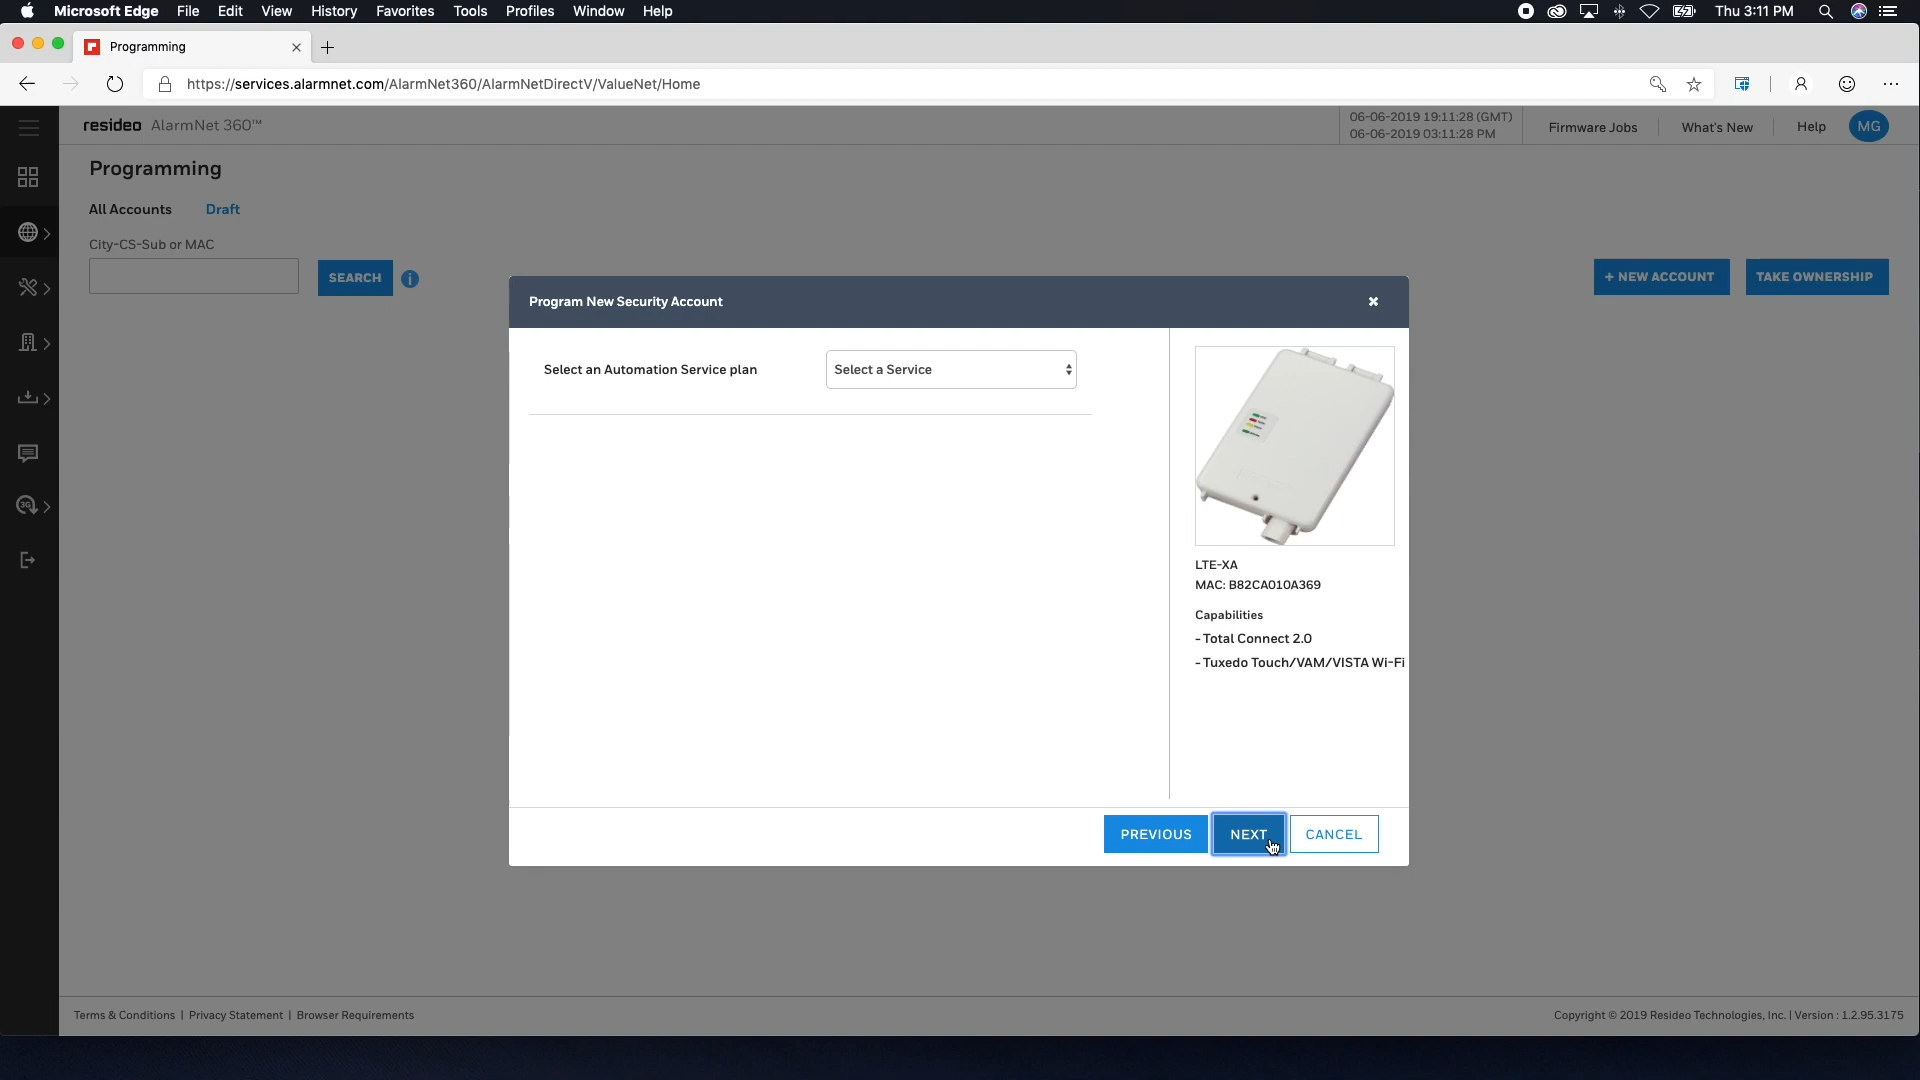 Microsoft Edge File Edit View History Favorites Tools Profiles Window Help Thu 3:11 PM
Programming
https://services.alarmnet.com/AlarmNet360/AlarmNetDirectV/ValueNet/Home
resideo AlarmNet 360™
06-06-2019 19:11:28 (GMT)
06-06-2019 03:11:28 PM
Firmware Jobs What's New Help MG
Programming
All Accounts Draft
City-CS-Sub or MAC
SEARCH i
+ NEW ACCOUNT TAKE OWNERSHIP
3G
Program New Security Account
Select an Automation Service plan Select a Service
LTE-XA
MAC: B82CA010A369
Capabilities
- Total Connect 2.0
- Tuxedo Touch/VAM/VISTA Wi-Fi
PREVIOUS NEXT CANCEL
Terms & Conditions | Privacy Statement | Browser Requirements
Copyright © 2019 Resideo Technologies, Inc. | Version : 1.2.95.3175